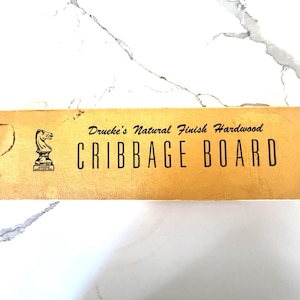 Drueke's Natural Finish Hardwood
CRIBBAGE BOARD